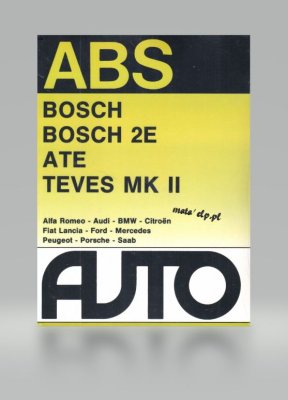 ABS
BOSCH
BOSCH 2E
ATE
TEVES MK II
moto'elp.pl
Alfa Romeo - Audi - BMW - Citroën
Fiat Lancia - Ford - Mercedes
Peugeot - Porsche - Saab
AUTO